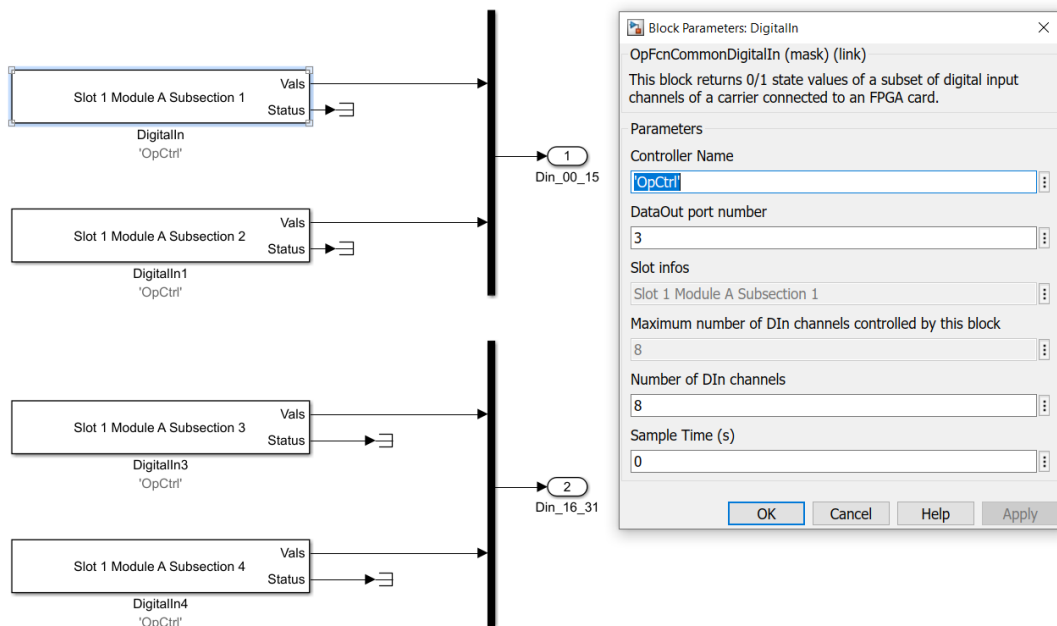 Vals
Slot 1 Module A Subsection 1
Status
DigitalIn
'OpCtrl'
1
Din_00_15
Vals
Slot 1 Module A Subsection 2
Status
DigitalIn1
'OpCtrl'
Vals
Slot 1 Module A Subsection 3
Status
DigitalIn3
'OpCtrl'
2
Din_16_31
Vals
Slot 1 Module A Subsection 4
Status
DigitalIn4
'OpCtrl'
Block Parameters: DigitalIn
OpFcnCommonDigitalIn (mask) (link)
This block returns 0/1 state values of a subset of digital input
channels of a carrier connected to an FPGA card.
Parameters
Controller Name
'OpCtrl'
DataOut port number
3
Slot infos
Slot 1 Module A Subsection 1
Maximum number of DIn channels controlled by this block
8
Number of DIn channels
8
Sample Time (s)
0
OK Cancel Help Apply